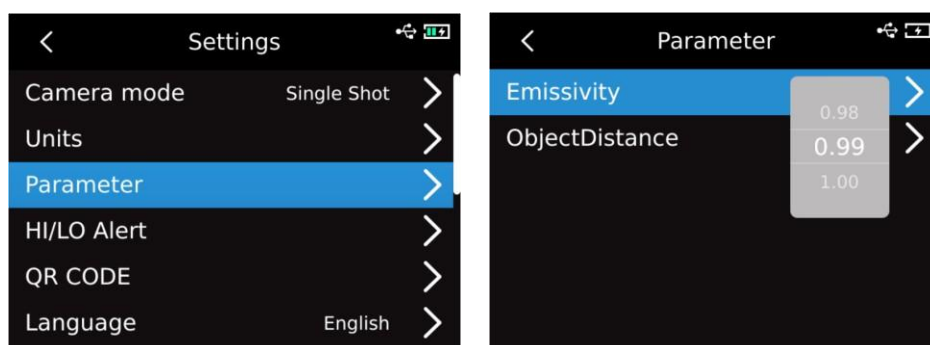 Settings
Camera mode Single Shot
Units
Parameter
HI/LO Alert
QR CODE
Language English
Parameter
Emissivity
0.98
0.99
1.00
ObjectDistance